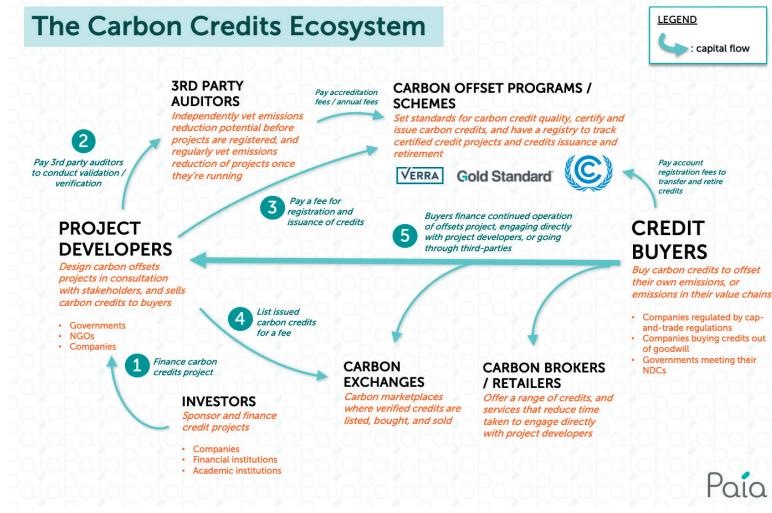 The Carbon Credits Ecosystem
LEGEND
: capital flow
3RD PARTY
AUDITORS
Independently vet emissions
reduction potential before
projects are registered, and
regularly vet emissions
reduction of projects once
they're running
Pay accreditation
fees / annual fees
CARBON OFFSET PROGRAMS /
SCHEMES
Set standards for carbon credit quality, certify and
issue carbon credits, and have a registry to track
certified credit projects and credits issuance and
retirement
VERRA
Gold Standard
2
Pay 3rd party auditors
to conduct validation /
verification
3
Pay a fee for
registration and
issuance of credits
Pay account
registration fees to
transfer and retire
credits
PROJECT
DEVELOPERS
Design carbon offsets
projects in consultation
with stakeholders, and sells
carbon credits to buyers
• Governments
• NGOs
• Companies
5
Buyers finance continued operation
of offsets project, engaging directly
with project developers, or going
through third-parties
CREDIT
BUYERS
Buy carbon credits to offset
their own emissions, or
emissions in their value chains
• Companies regulated by cap-
and-trade regulations
• Companies buying credits out
of goodwill
• Governments meeting their
NDCs
4
List issued
carbon credits
for a fee
1
Finance carbon
credits project
INVESTORS
Sponsor and finance
credit projects
• Companies
• Financial institutions
• Academic institutions
CARBON
EXCHANGES
Carbon marketplaces
where verified credits are
listed, bought, and sold
CARBON BROKERS
/ RETAILERS
Offer a range of credits, and
services that reduce time
taken to engage directly
with project developers
Paia